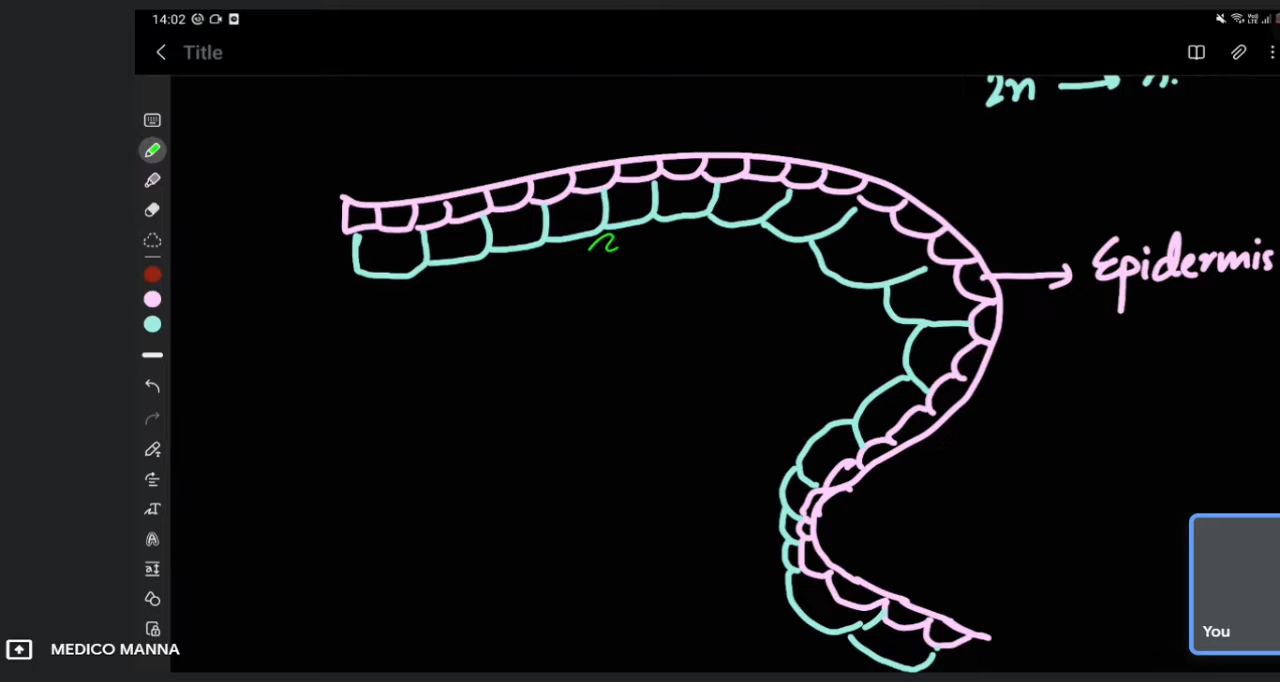 14:02
Title
2n → n.
Epidermis
You
MEDICO MANNA